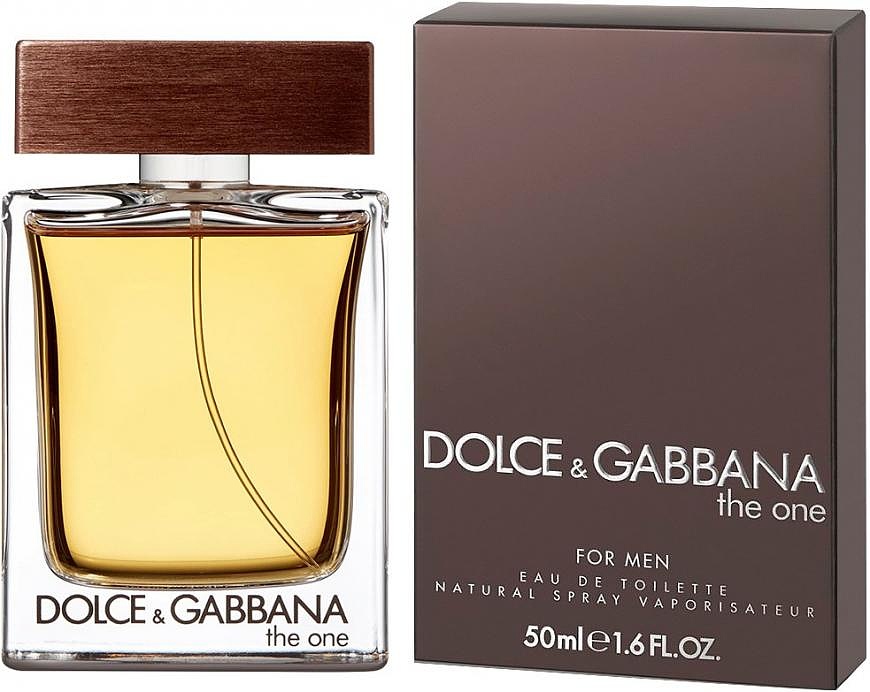 DOLCE & GABBANA
the one
DOLCE & GABBANA
the one
FOR MEN
EAU DE TOILETTE
NATURAL SPRAY VAPORISATEUR
50ml℮1.6 FL.OZ.